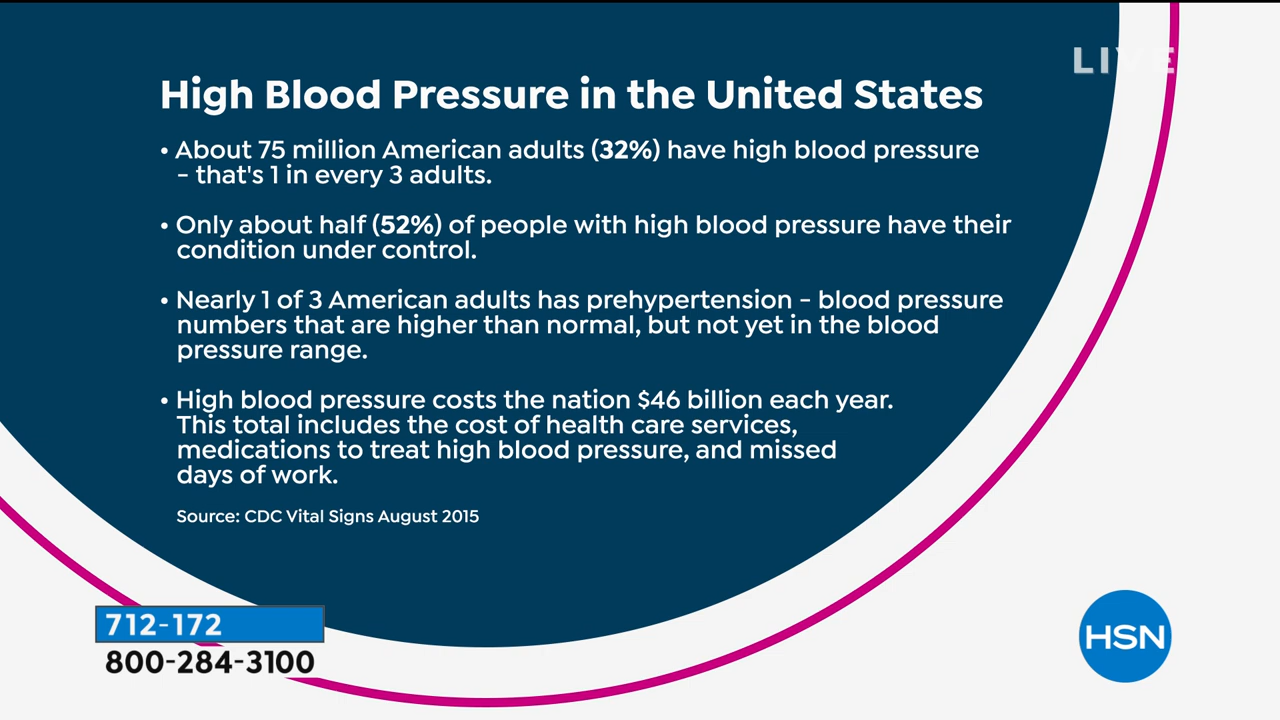 LIVE
High Blood Pressure in the United States
• About 75 million American adults (32%) have high blood pressure
- that's 1 in every 3 adults.
• Only about half (52%) of people with high blood pressure have their
condition under control.
• Nearly 1 of 3 American adults has prehypertension - blood pressure
numbers that are higher than normal, but not yet in the blood
pressure range.
• High blood pressure costs the nation $46 billion each year.
This total includes the cost of health care services,
medications to treat high blood pressure, and missed
days of work.
Source: CDC Vital Signs August 2015
712-172
800-284-3100
HSN